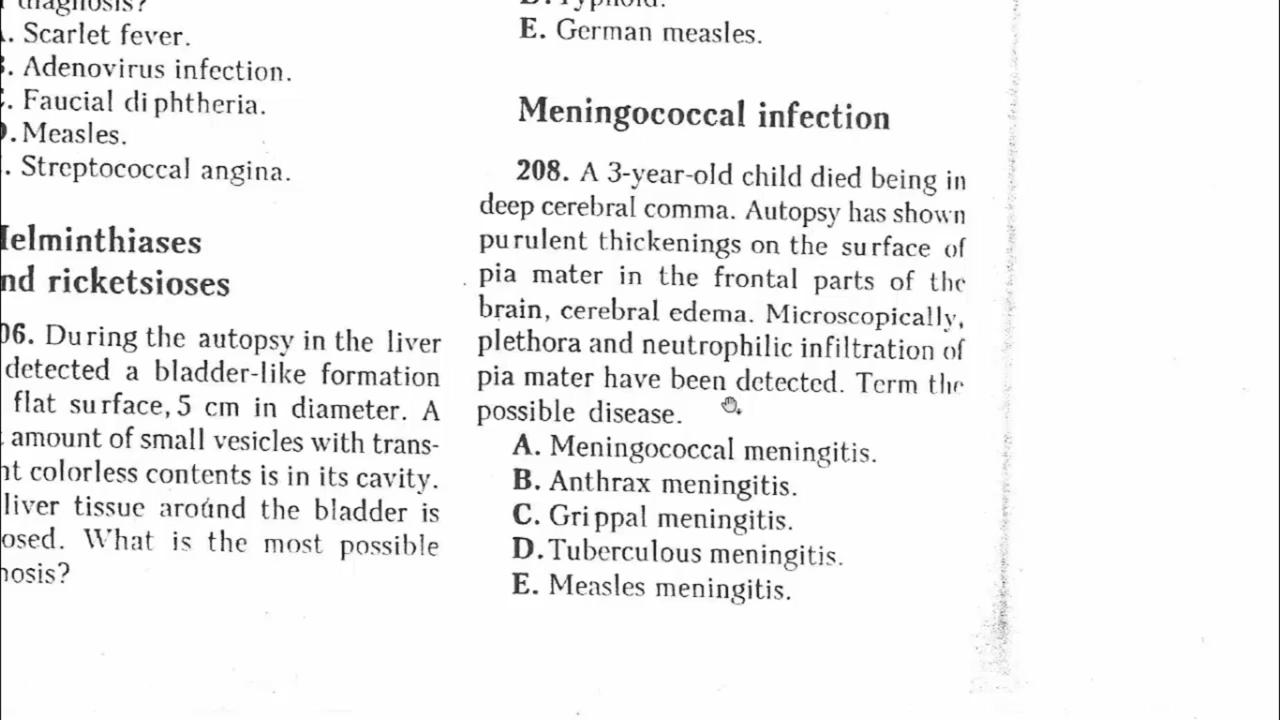 diagnosis?
. Scarlet fever.
. Adenovirus infection.
. Faucial diphtheria.
. Measles.
. Streptococcal angina.
elminthiases
nd ricketsioses
06. During the autopsy in the liver
detected a bladder-like formation
flat surface, 5 cm in diameter. A
amount of small vesicles with trans-
nt colorless contents is in its cavity.
liver tissue around the bladder is
osed. What is the most possible
nosis?
D. Typhoid.
E. German measles.
Meningococcal infection
208. A 3-year-old child died being in
deep cerebral comma. Autopsy has shown
purulent thickenings on the surface of
pia mater in the frontal parts of the
brain, cerebral edema. Microscopically,
plethora and neutrophilic infiltration of
pia mater have been detected. Term the
possible disease.
A. Meningococcal meningitis.
B. Anthrax meningitis.
C. Grippal meningitis.
D. Tuberculous meningitis.
E. Measles meningitis.